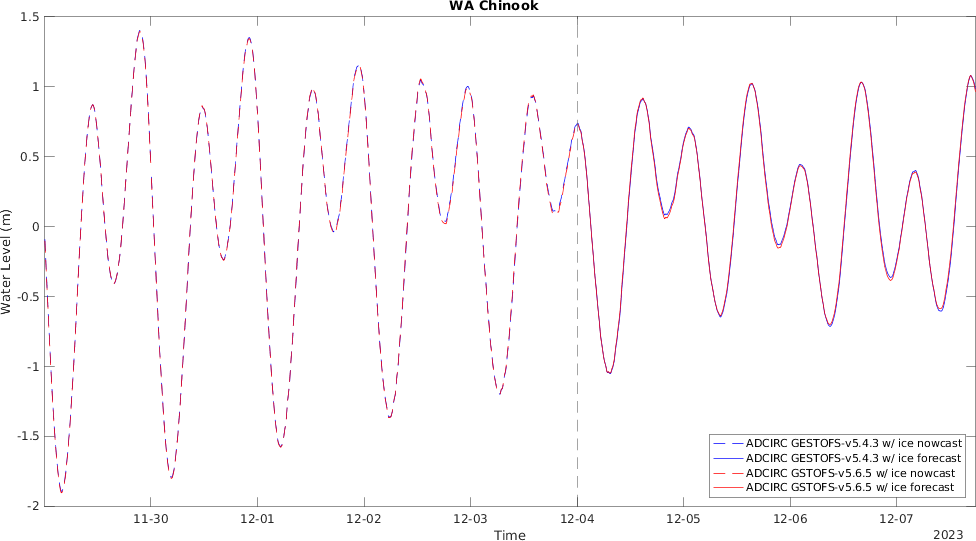 WA Chinook
1.5
1
0.5
0
-0.5
-1
-1.5
-2
Water Level (m)
11-30
12-01
12-02
12-03
12-04
12-05
12-06
12-07
Time
2023
ADCIRC GESTOFS-v5.4.3 w/ ice nowcast
ADCIRC GESTOFS-v5.4.3 w/ ice forecast
ADCIRC GSTOFS-v5.6.5 w/ ice nowcast
ADCIRC GSTOFS-v5.6.5 w/ ice forecast